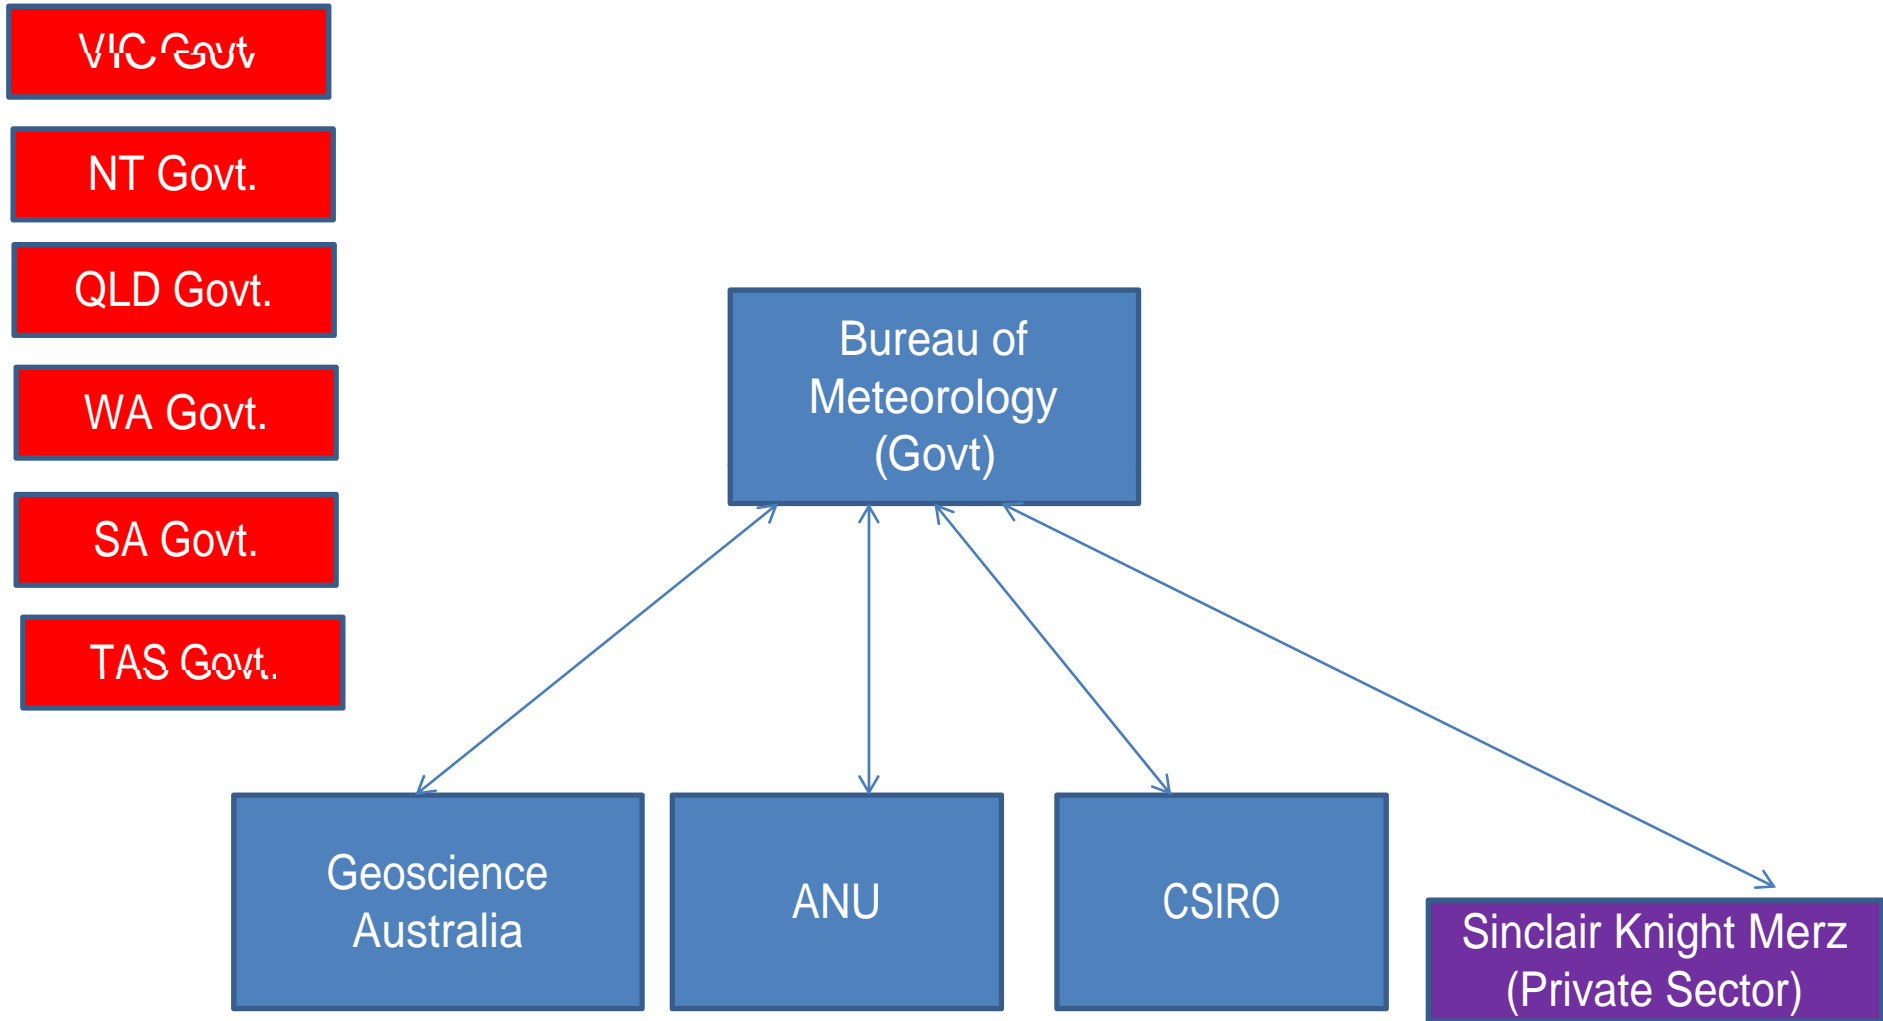 VIC Govt
NT Govt.
QLD Govt.
WA Govt.
SA Govt.
TAS Govt.
Bureau of
Meteorology
(Govt)
Geoscience
Australia
ANU
CSIRO
Sinclair Knight Merz
(Private Sector)